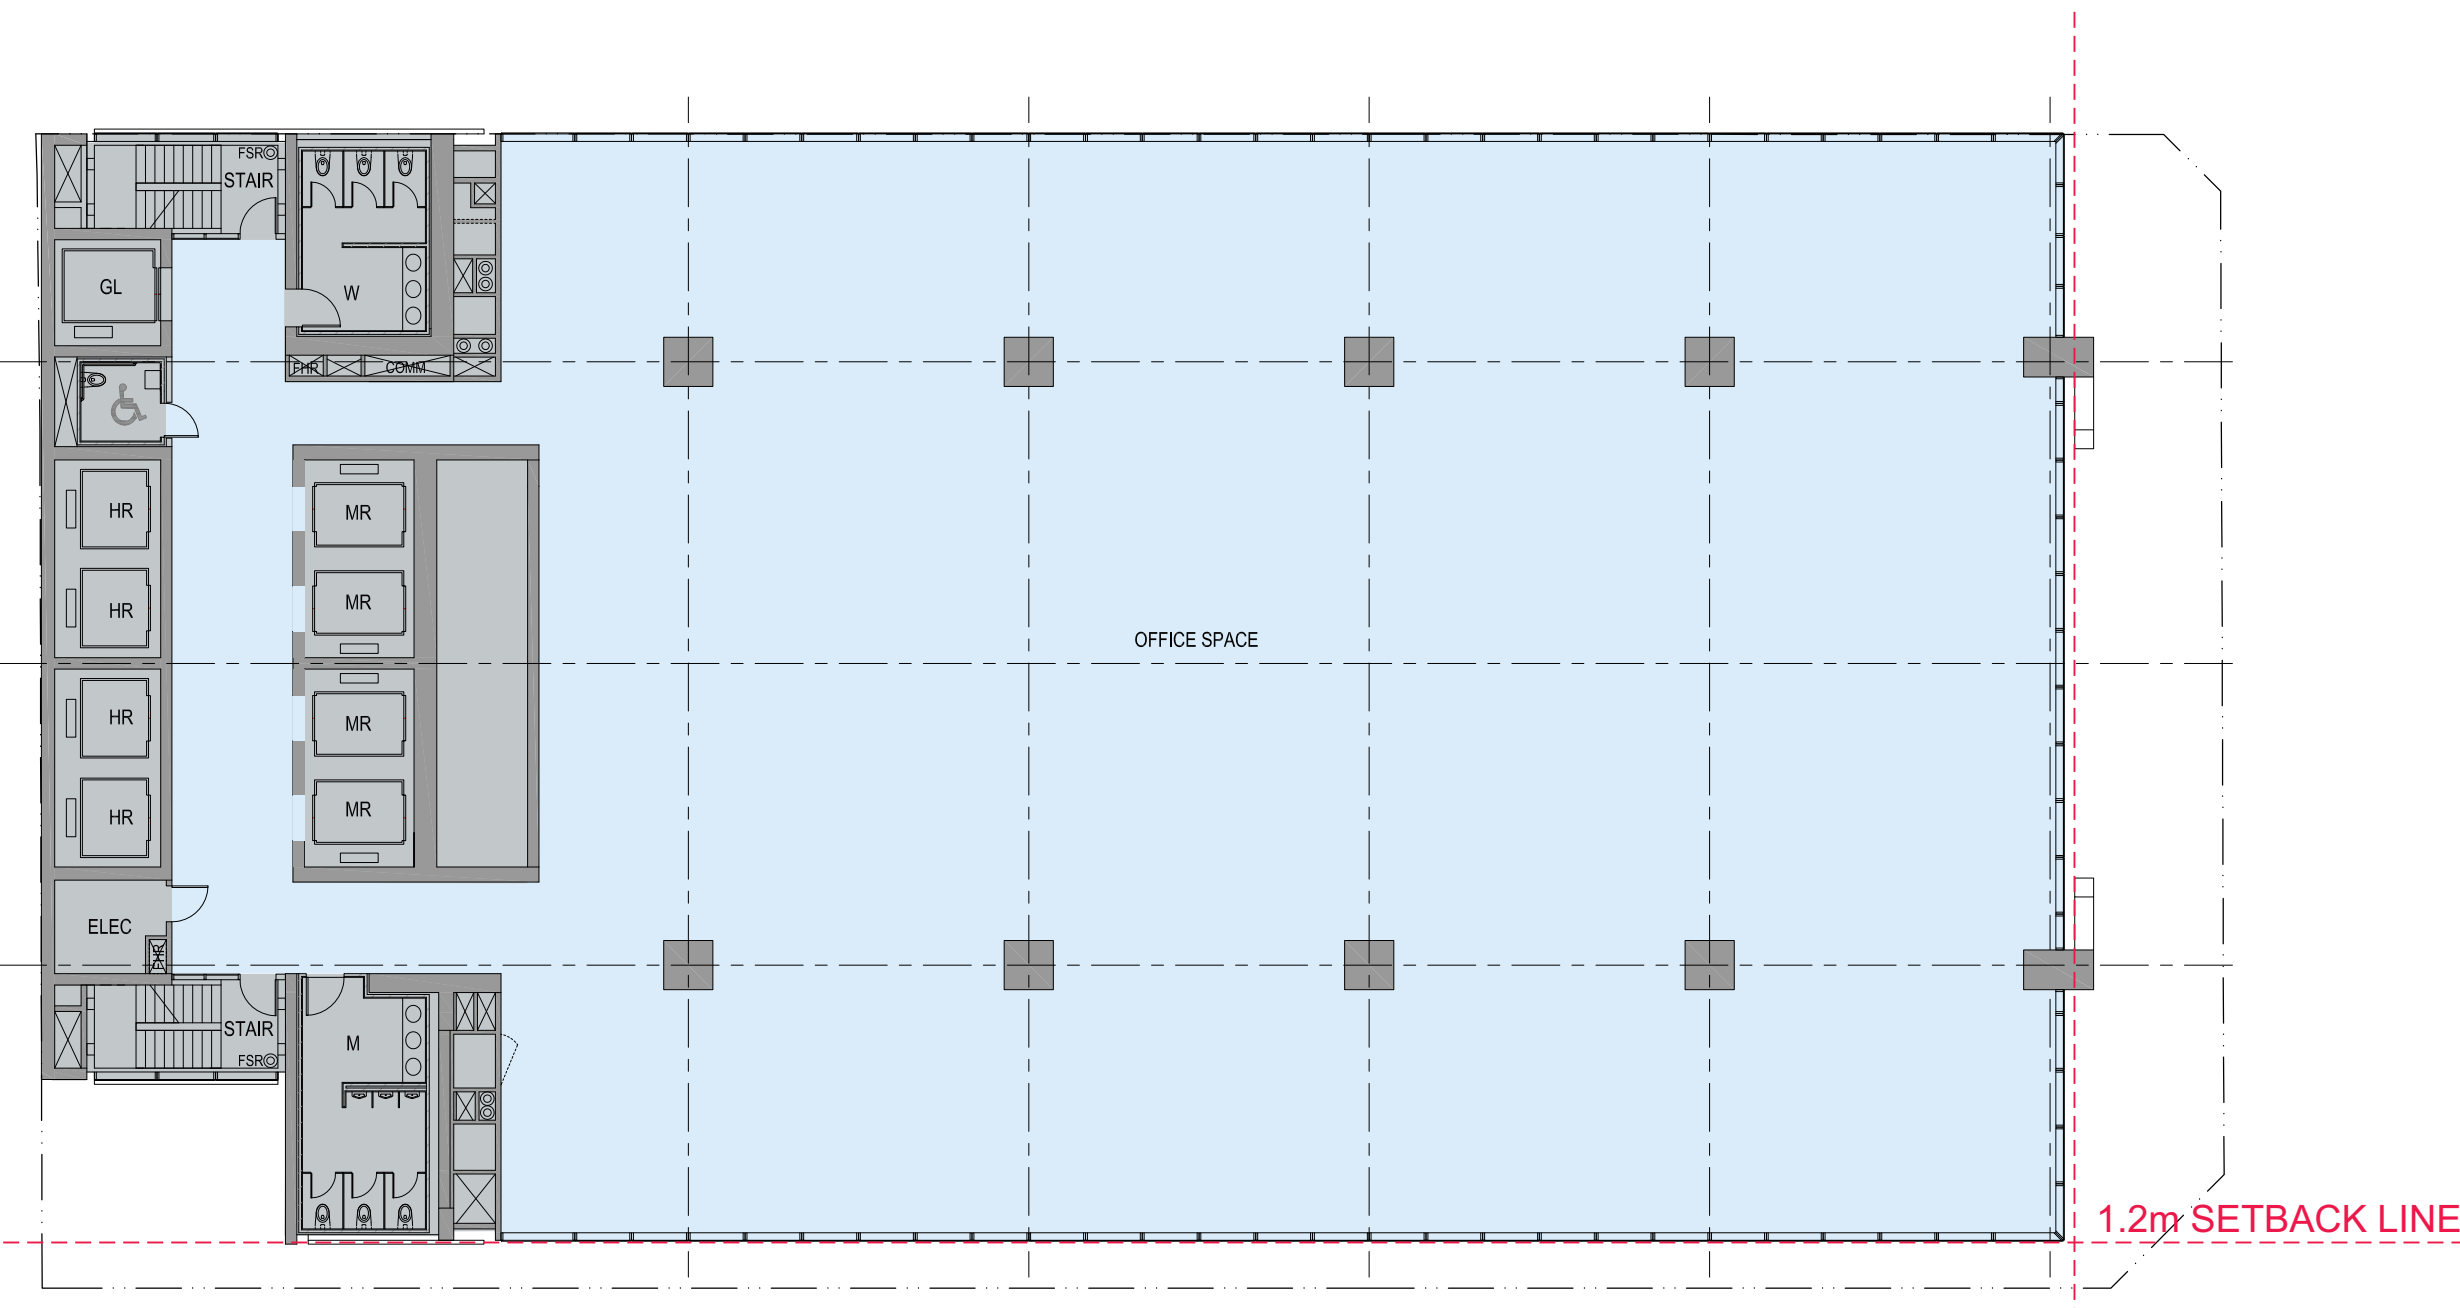 FSR
STAIR
GL
W
FHR
COMM
HR
MR
HR
MR
OFFICE SPACE
HR
MR
HR
MR
ELEC
FHR
STAIR
FSR
M
1.2m SETBACK LINE